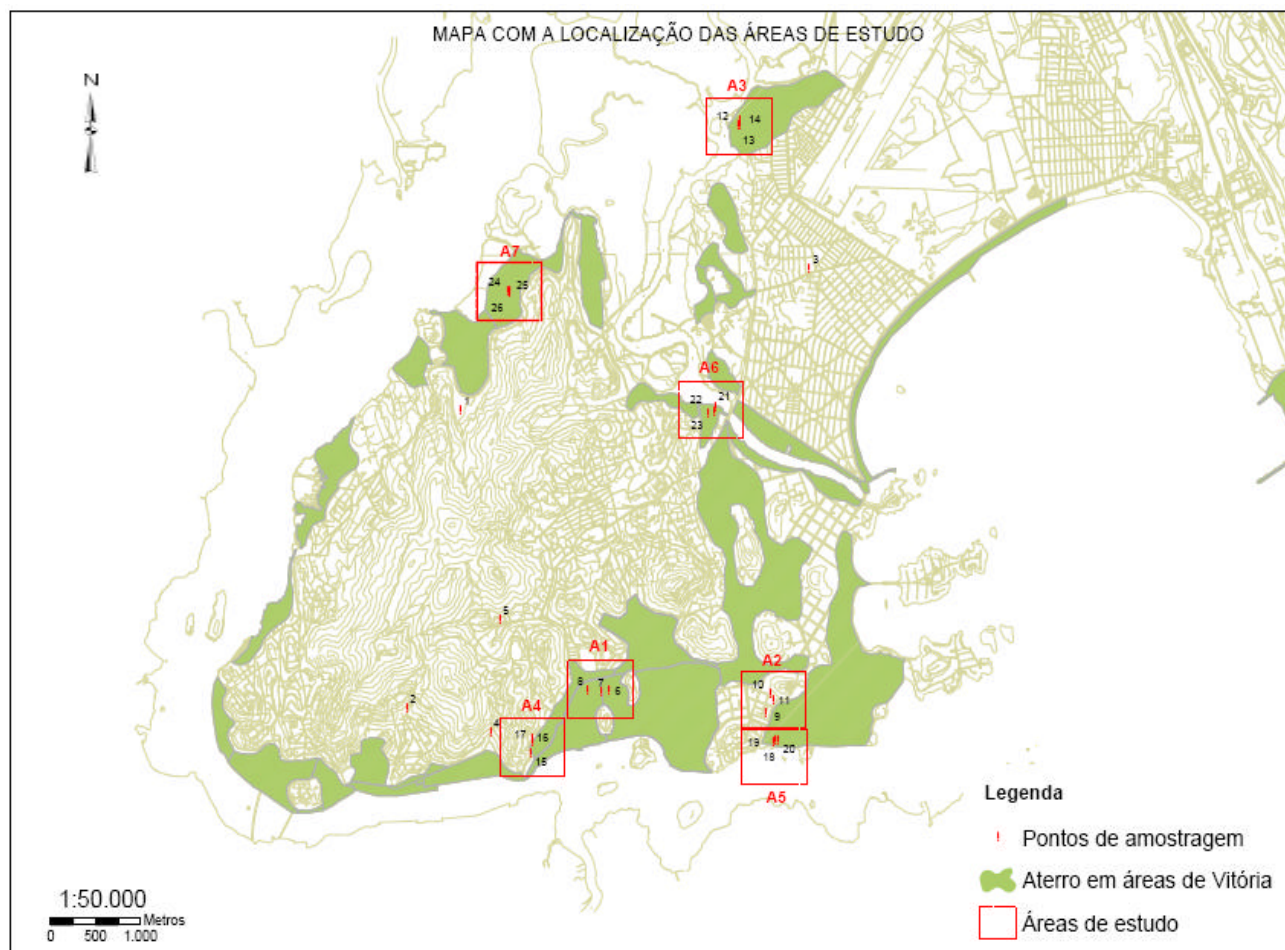 MAPA COM A LOCALIZAÇÃO DAS ÁREAS DE ESTUDO
N
A3
12 14
13
3
A7
24 25
26
A6
22 21
23
1
5
A1
8 7 6
A2
10
11
9
2
4
A4
17 16
15
19 20
18
A5
Legenda
Pontos de amostragem
Aterro em áreas de Vitória
Áreas de estudo
1:50.000
Metros
0 500 1.000